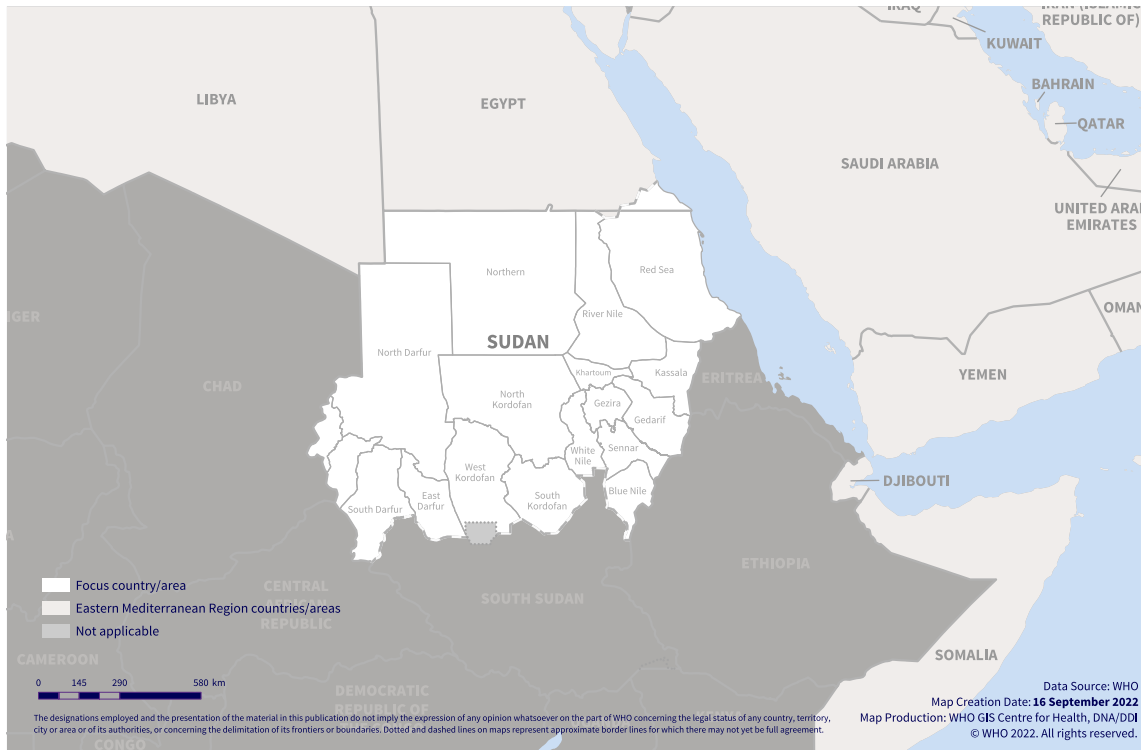 IRAQ
IRAN (ISLAMIC
REPUBLIC OF)
KUWAIT
BAHRAIN
QATAR
LIBYA
EGYPT
SAUDI ARABIA
UNITED ARAB
EMIRATES
OMAN
YEMEN
Northern
Red Sea
River Nile
SUDAN
North Darfur
Khartoum
Kassala
ERITREA
CHAD
NIGER
North
Kordofan
Gezira
Gedarif
White
Nile
Sennar
West
Kordofan
South
Kordofan
Blue Nile
East
Darfur
South Darfur
DJIBOUTI
ETHIOPIA
SOUTH SUDAN
CENTRAL
AFRICAN
REPUBLIC
CAMEROON
SOMALIA
DEMOCRATIC
REPUBLIC OF
CONGO
KENYA
Focus country/area
Eastern Mediterranean Region countries/areas
Not applicable
0 145 290 580 km
The designations employed and the presentation of the material in this publication do not imply the expression of any opinion whatsoever on the part of WHO concerning the legal status of any country, territory,
city or area or of its authorities, or concerning the delimitation of its frontiers or boundaries. Dotted and dashed lines on maps represent approximate border lines for which there may not yet be full agreement.
Data Source: WHO
Map Creation Date: 16 September 2022
Map Production: WHO GIS Centre for Health, DNA/DDI
© WHO 2022. All rights reserved.